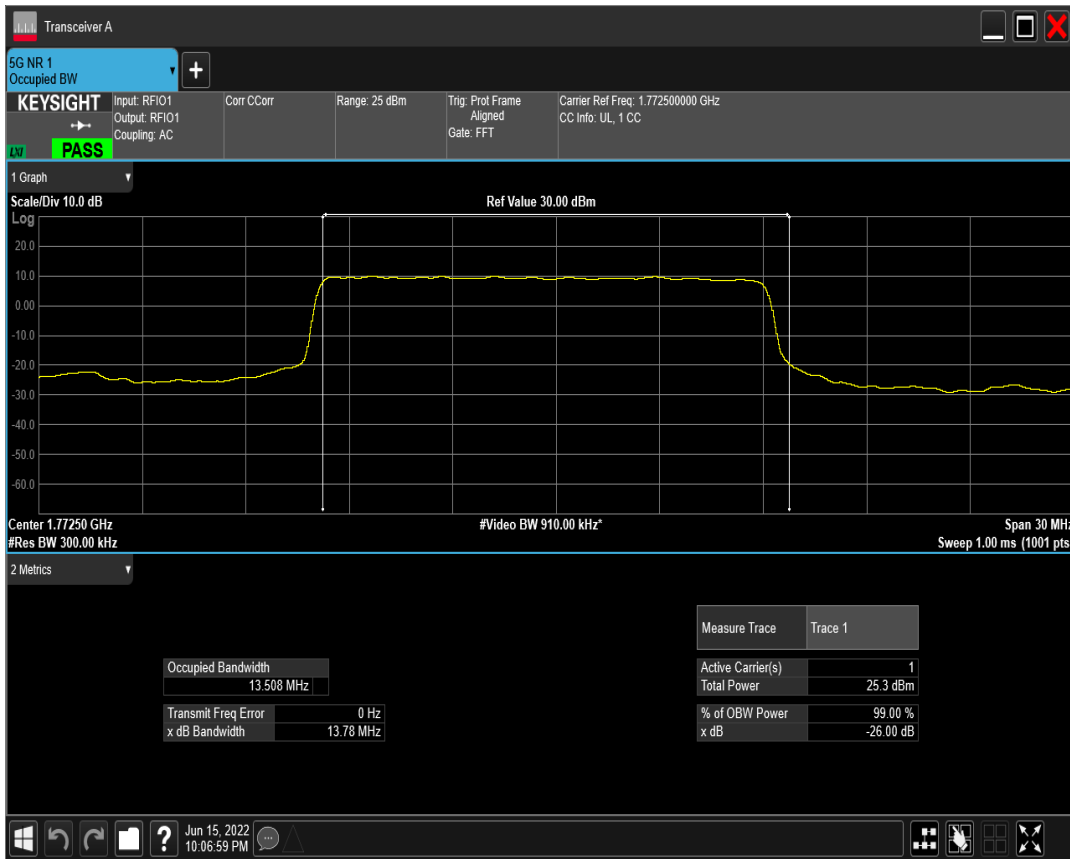 Transceiver A
5G NR 1
Occupied BW
+
KEYSIGHT
LXI
PASS
Input: RFIO1
Output: RFIO1
Coupling: AC
Corr CCorr
Range: 25 dBm
Trig: Prot Frame
Aligned
Gate: FFT
Carrier Ref Freq: 1.772500000 GHz
CC Info: UL, 1 CC
1 Graph
Scale/Div 10.0 dB
Ref Value 30.00 dBm
Log
20.0
10.0
0.00
-10.0
-20.0
-30.0
-40.0
-50.0
-60.0
Center 1.77250 GHz
#Video BW 910.00 kHz*
Span 30 MHz
#Res BW 300.00 kHz
Sweep 1.00 ms (1001 pts
2 Metrics
Measure Trace Trace 1
Occupied Bandwidth
13.508 MHz
Active Carrier(s) 1
Total Power 25.3 dBm
Transmit Freq Error 0 Hz
x dB Bandwidth 13.78 MHz
% of OBW Power 99.00 %
x dB -26.00 dB
?
Jun 15, 2022
10:06:59 PM